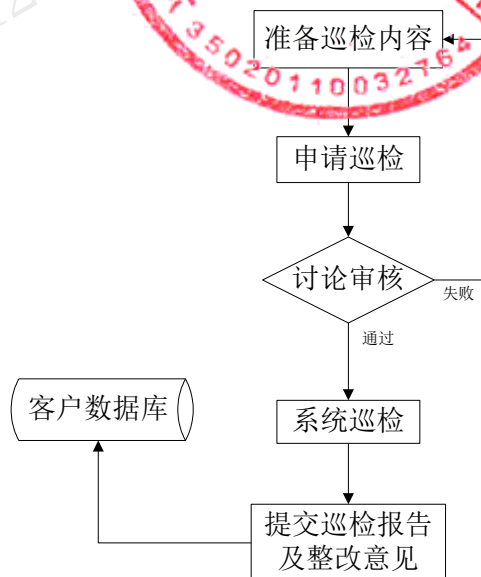 准备巡检内容
35020110032764
申请巡检
讨论审核
失败
通过
客户数据库
系统巡检
提交巡检报告
及整改意见